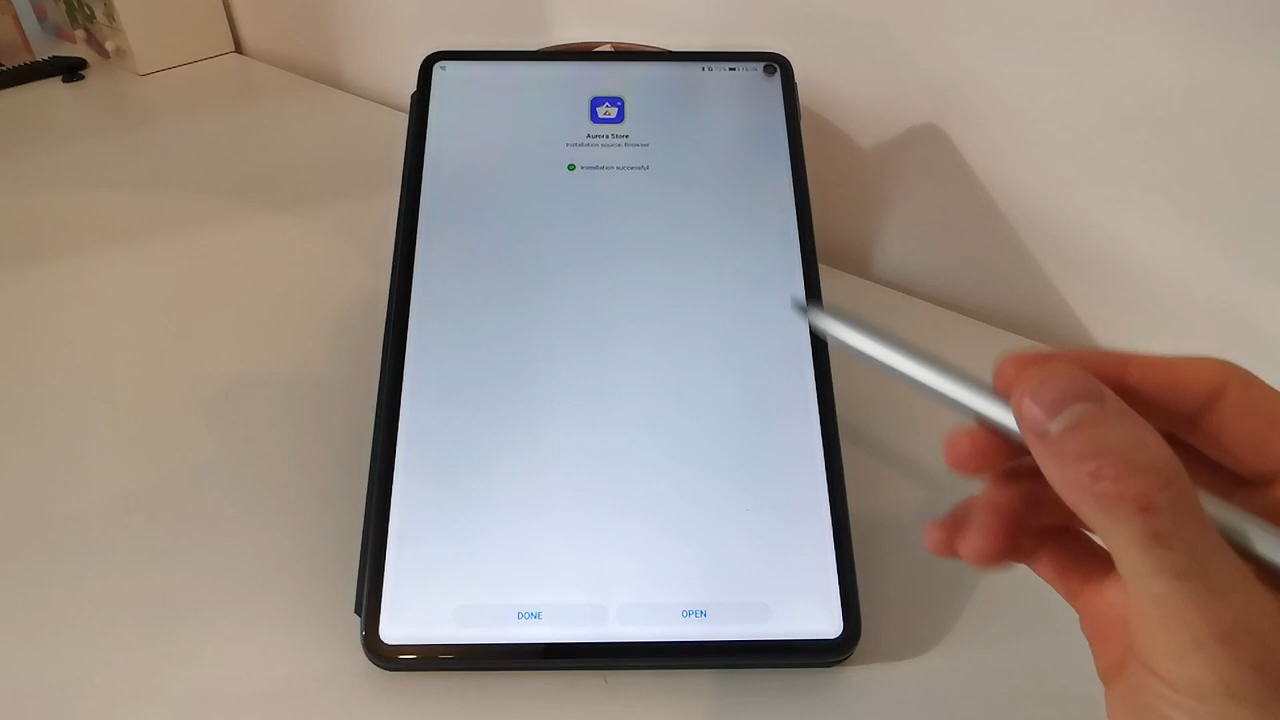 Aurora Store
Installation source: Browser
Installation successful
DONE
OPEN